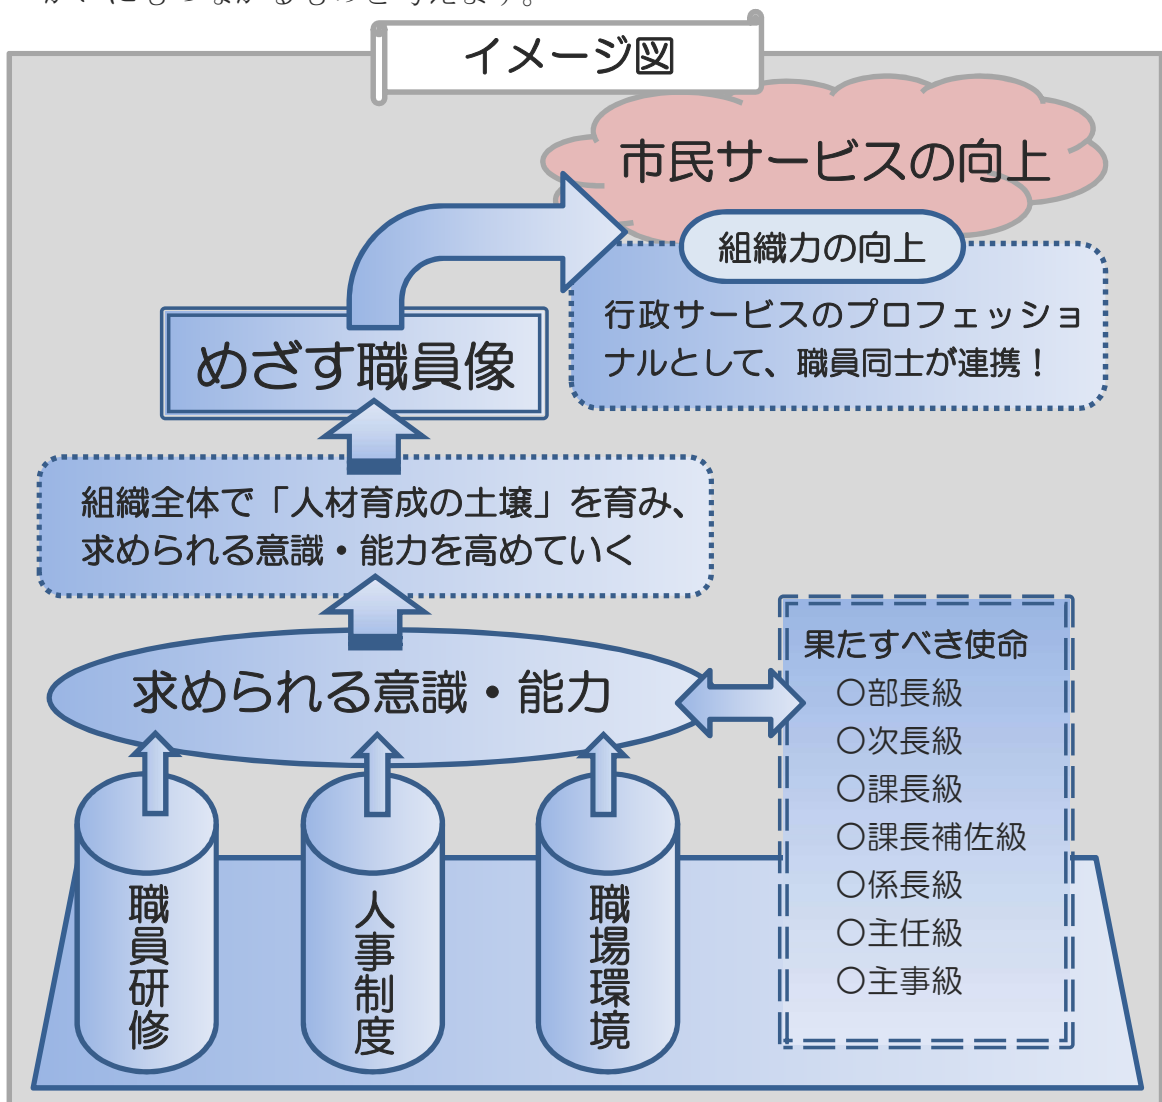 イメージ図
市民サービスの向上
組織力の向上
行政サービスのプロフェッショ
ナルとして、職員同士が連携！
めざす職員像
組織全体で「人材育成の土壌」を育み、
求められる意識・能力を高めていく
求められる意識・能力
果たすべき使命
〇部長級
〇次長級
〇課長級
〇課長補佐級
〇係長級
〇主任級
〇主事級
職員研修
人事制度
職場環境